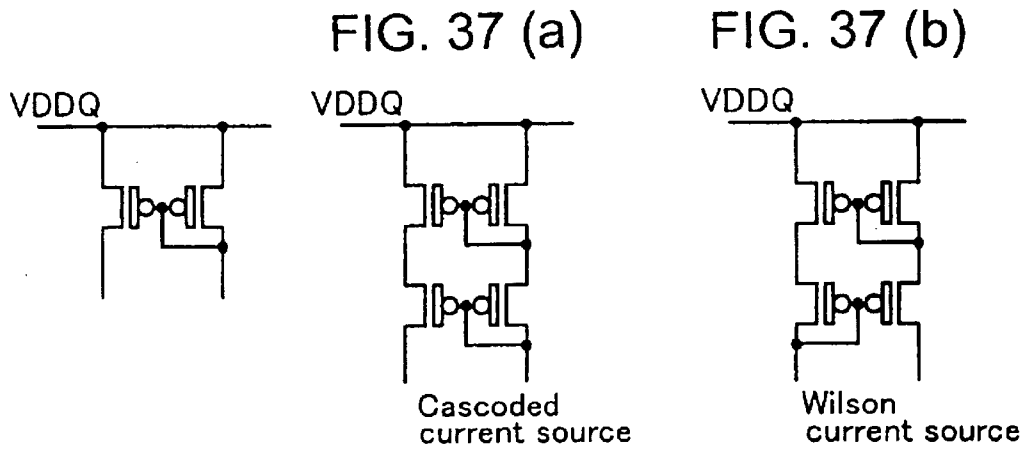 FIG. 37 (a)
FIG. 37 (b)
VDDQ
VDDQ
VDDQ
Cascoded
current source
Wilson
current source